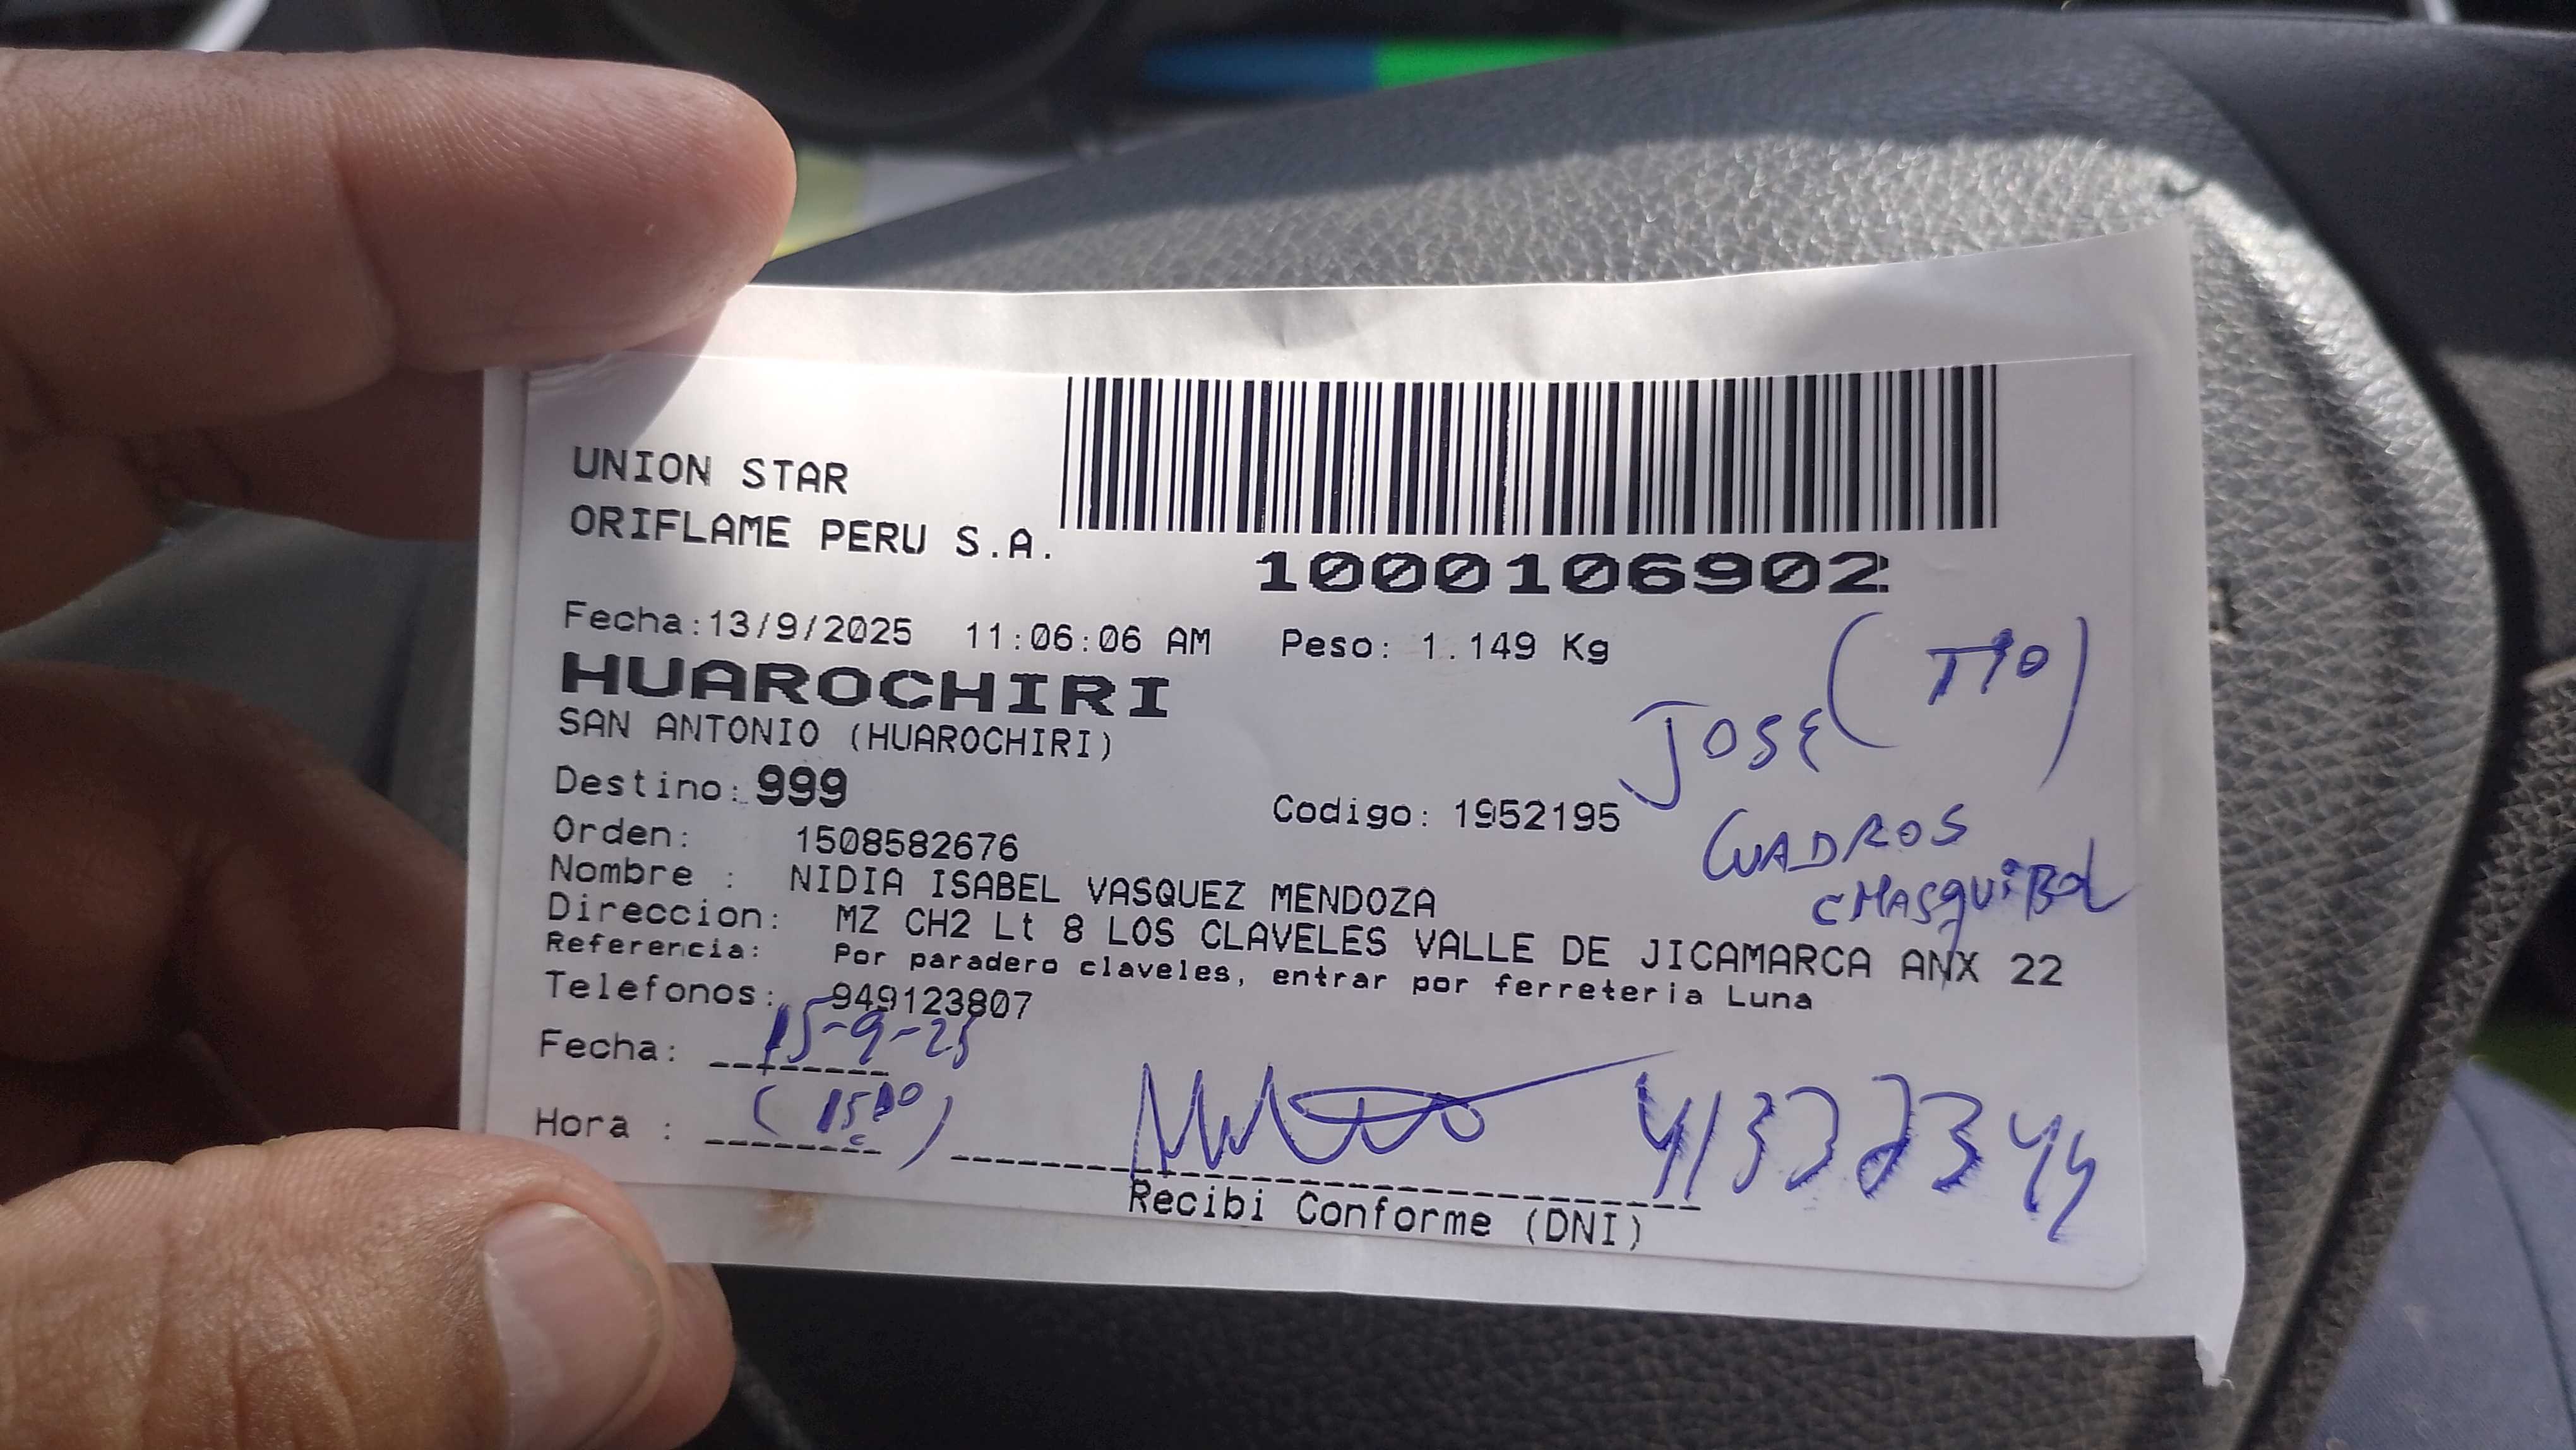 UNION STAR
ORIFLAME PERU S.A.
1000106902
Fecha:13/9/2025 11:06:06 AM Peso: 1.149 Kg
HUAROCHIRI
SAN ANTONIO (HUAROCHIRI)
JOSE (TIO)
CUADROS
CHASQUIBOL
Destino: 999 Codigo: 1952195
Orden: 1508582676
Nombre : NIDIA ISABEL VASQUEZ MENDOZA
Direccion: MZ CH2 Lt 8 LOS CLAVELES VALLE DE JICAMARCA ANX 22
Referencia: Por paradero claveles, entrar por ferreteria Luna
Telefonos: 949123807
Fecha: 15-9-25
Hora :
Recibi Conforme (DNI)